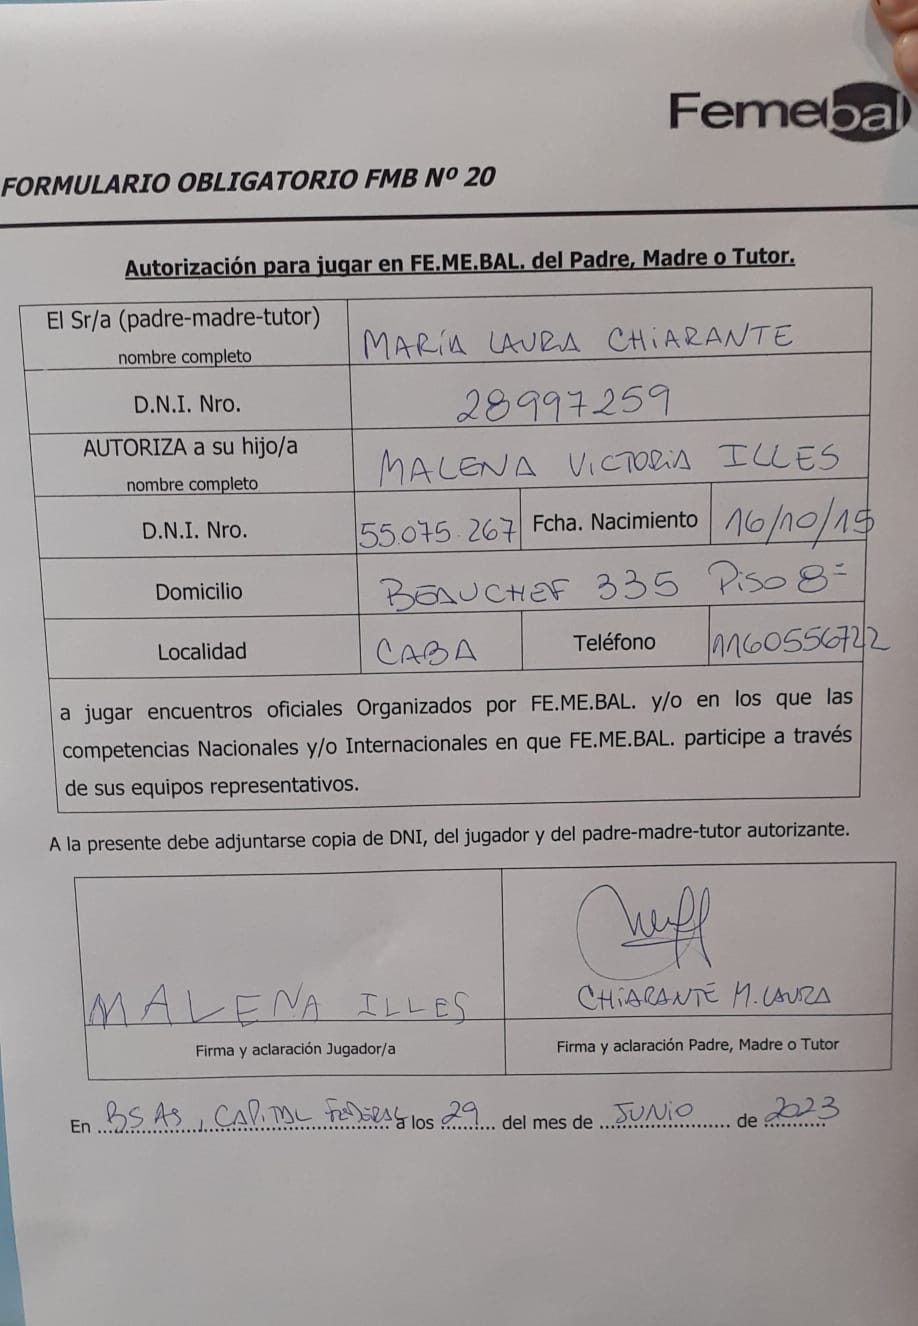 Femebal
FORMULARIO OBLIGATORIO FMB Nº 20
Autorización para jugar en FE.ME.BAL. del Padre, Madre o Tutor.
El Sr/a (padre-madre-tutor)
nombre completo
MARÍA LAURA CHIARANTE
D.N.I. Nro.
28997259
AUTORIZA a su hijo/a
nombre completo
MALENA VICTORIA ILLES
D.N.I. Nro.
55.075.267
Fcha. Nacimiento
16/10/15
Domicilio
BEAUCHEF 335 Piso 8º
Localidad
CABA
Teléfono
1160556722
a jugar encuentros oficiales Organizados por FE.ME.BAL. y/o en los que las
competencias Nacionales y/o Internacionales en que FE.ME.BAL. participe a través
de sus equipos representativos.
A la presente debe adjuntarse copia de DNI, del jugador y del padre-madre-tutor autorizante.
MALENA ILLES
CHIARANTE M. LAURA
Firma y aclaración Jugador/a
Firma y aclaración Padre, Madre o Tutor
En BS AS, CAPITAL FEDERAL a los 29 del mes de JUNIO de 2023